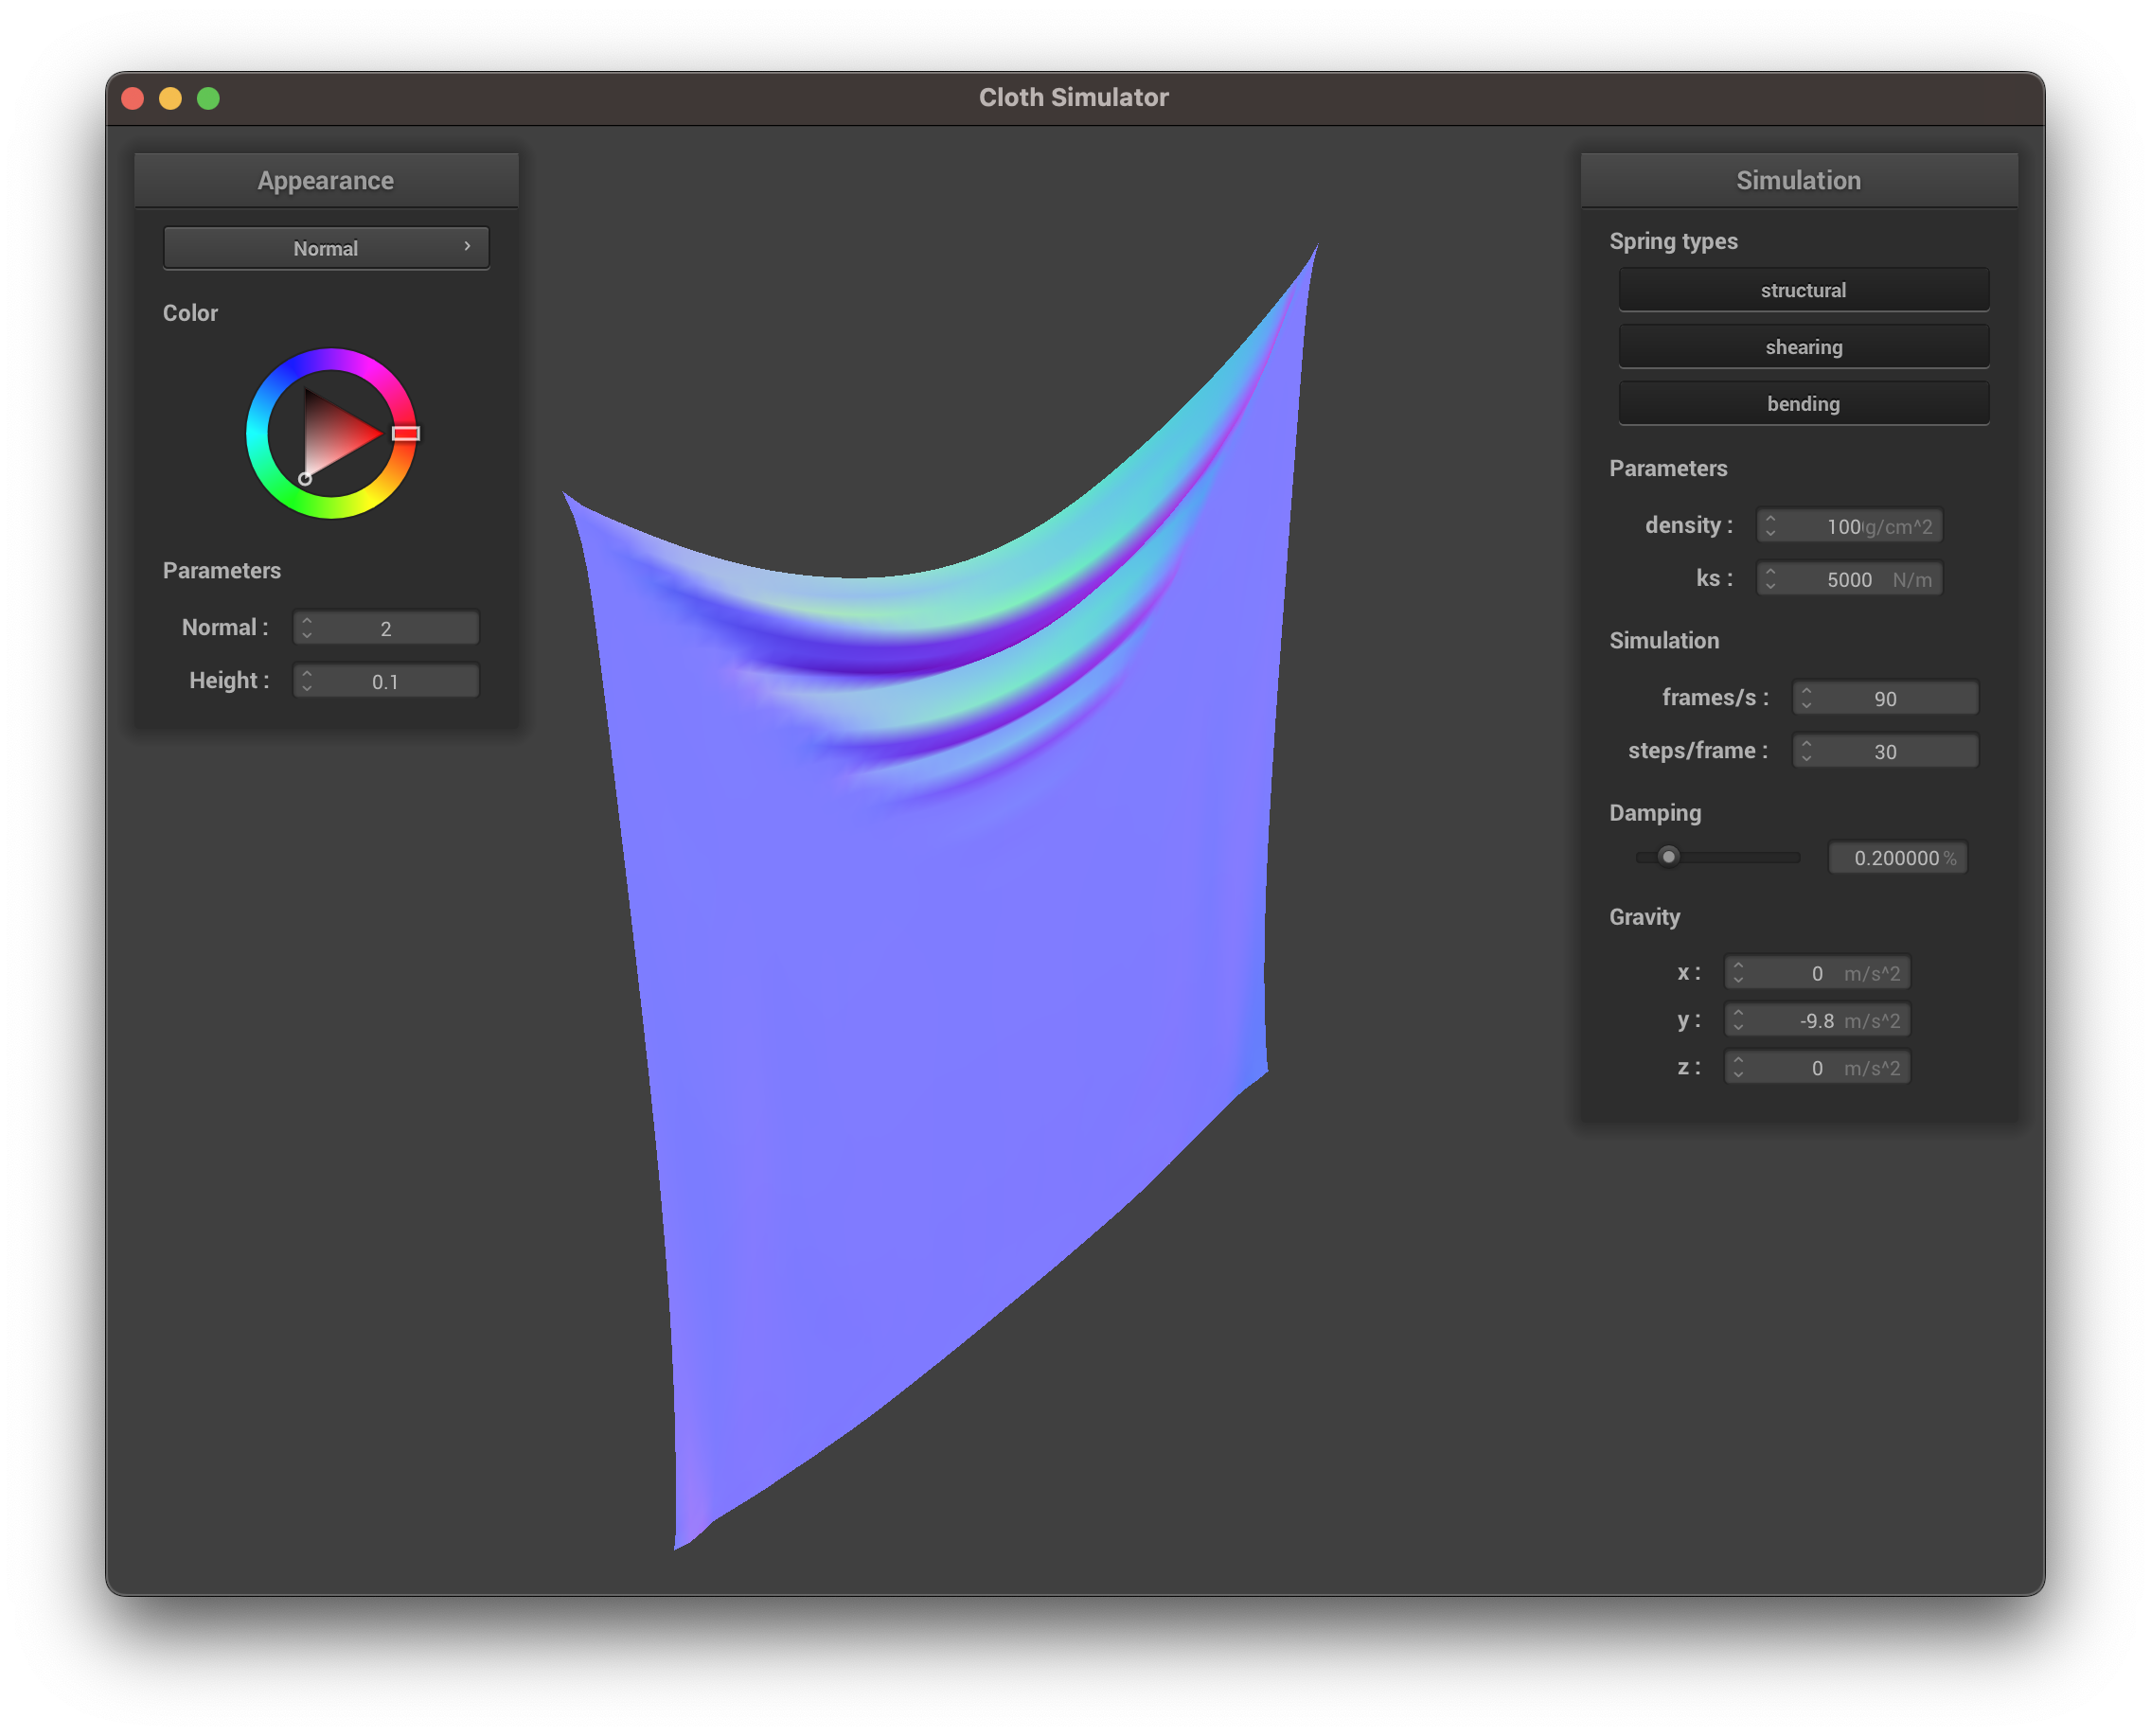 Cloth Simulator
Appearance
Normal
Color
Parameters
Normal : 2
Height : 0.1
Simulation
Spring types
structural
shearing
bending
Parameters
density : 100 g/cm^2
ks : 5000 N/m
Simulation
frames/s : 90
steps/frame : 30
Damping
0.200000 %
Gravity
x : 0 m/s^2
y : -9.8 m/s^2
z : 0 m/s^2